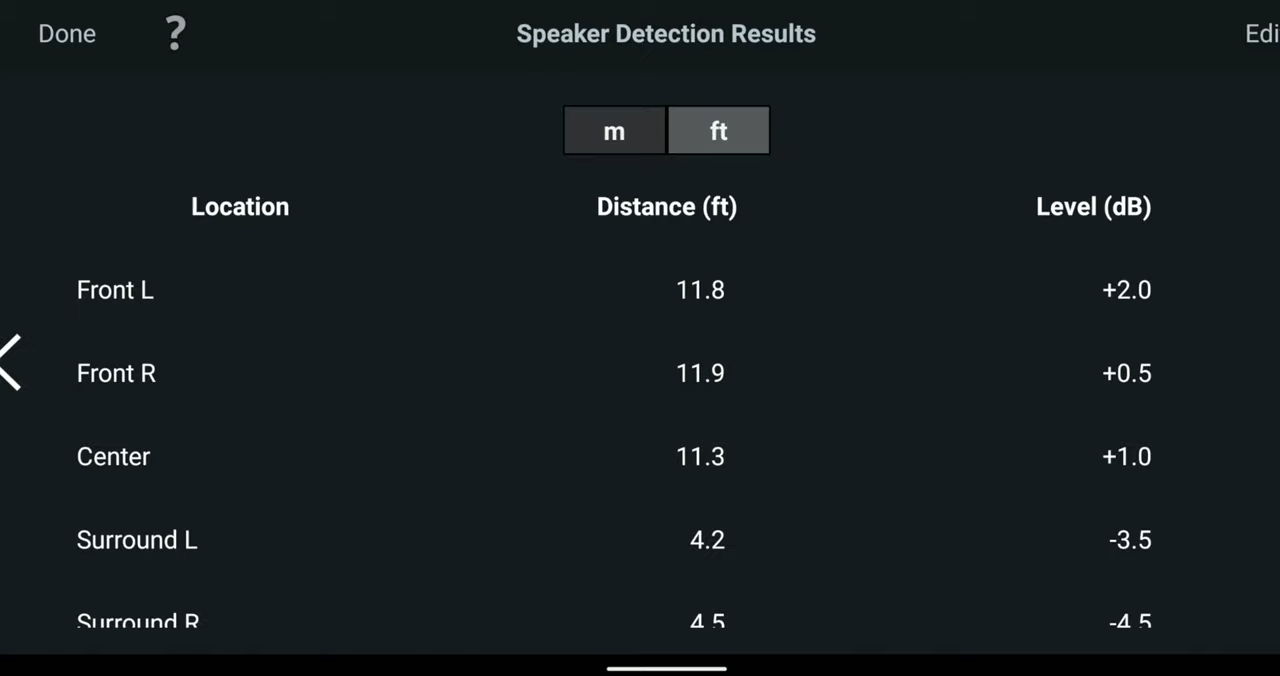 Done ? Speaker Detection Results Edi
m ft
Location Distance (ft) Level (dB)
Front L 11.8 +2.0
Front R 11.9 +0.5
Center 11.3 +1.0
Surround L 4.2 -3.5
Surround R 4.5 -4.5